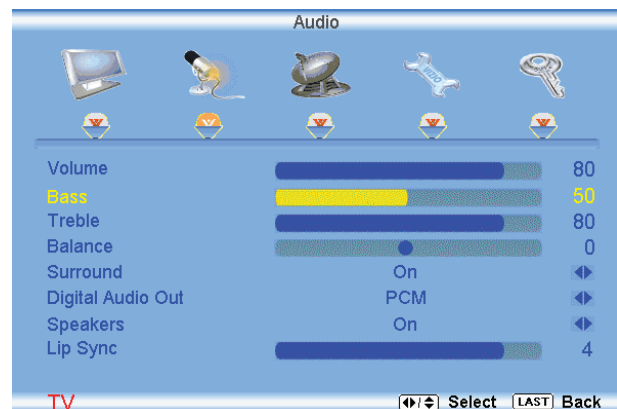 Audio
VIZIO
Volume 80
Bass 50
Treble 80
Balance 0
Surround On
Digital Audio Out PCM
Speakers On
Lip Sync 4
TV / Select LAST Back